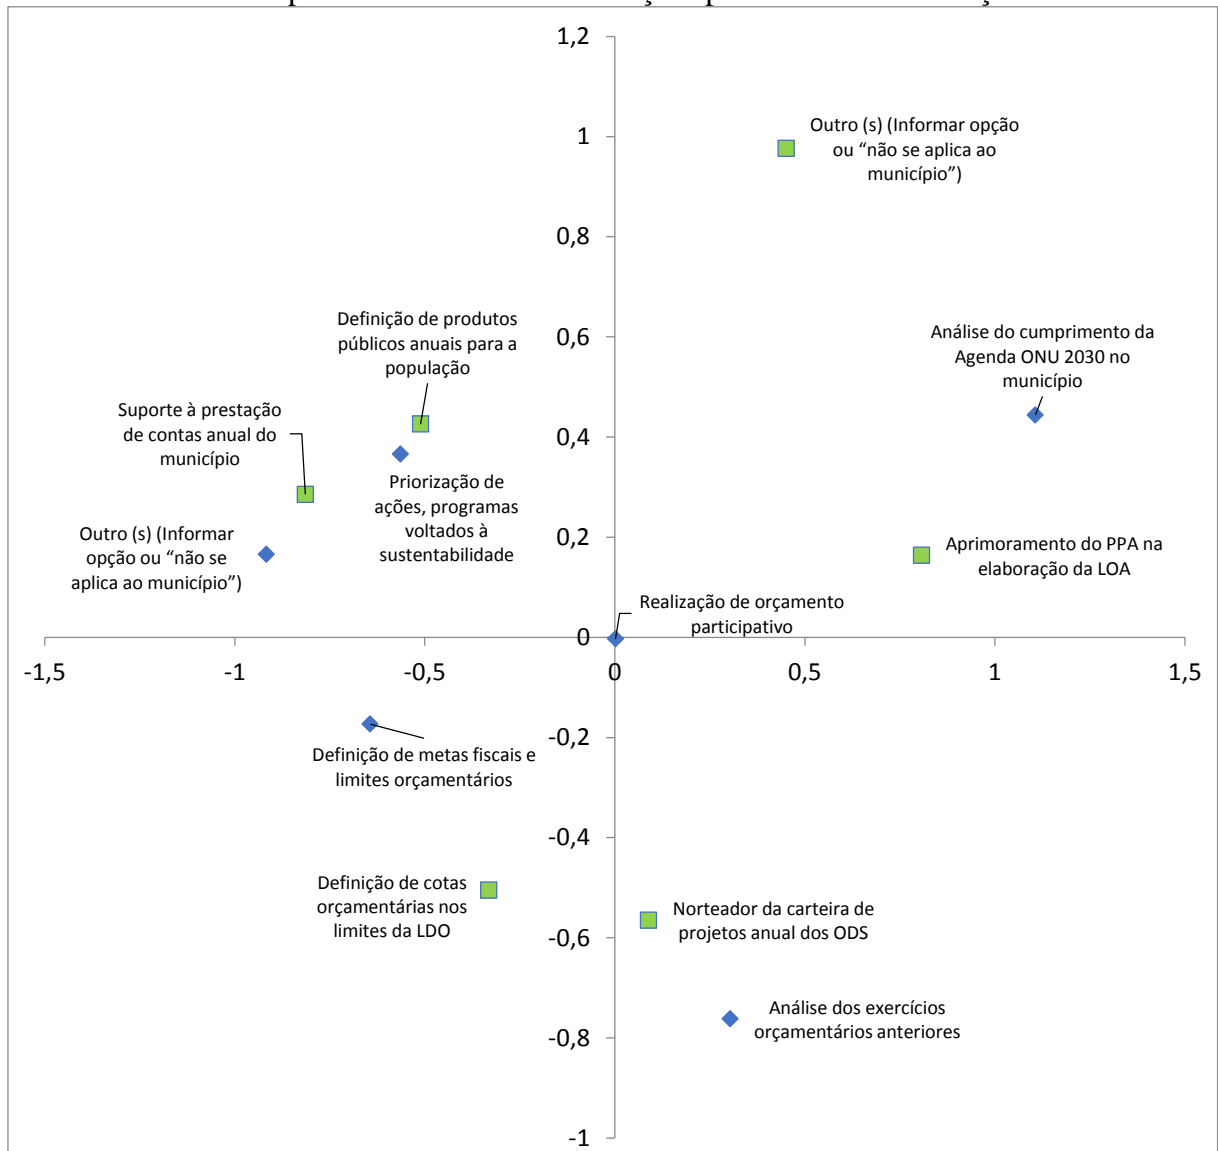 1,2
Outro (s) (Informar opção
ou “não se aplica ao
município”)
1
0,8
Definição de produtos
públicos anuais para a
população
0,6
Análise do cumprimento da
Agenda ONU 2030 no
município
Suporte à prestação
de contas anual do
município
0,4
Priorização de
ações, programas
voltados à
sustentabilidade
Outro (s) (Informar
opção ou “não se
aplica ao município”)
0,2
Aprimoramento do PPA na
elaboração da LOA
Realização de orçamento
participativo
0
-1,5
-1
-0,5
0
0,5
1
1,5
-0,2
Definição de metas fiscais e
limites orçamentários
-0,4
Definição de cotas
orçamentárias nos
limites da LDO
Norteador da carteira de
projetos anual dos ODS
-0,6
Análise dos exercícios
orçamentários anteriores
-0,8
-1